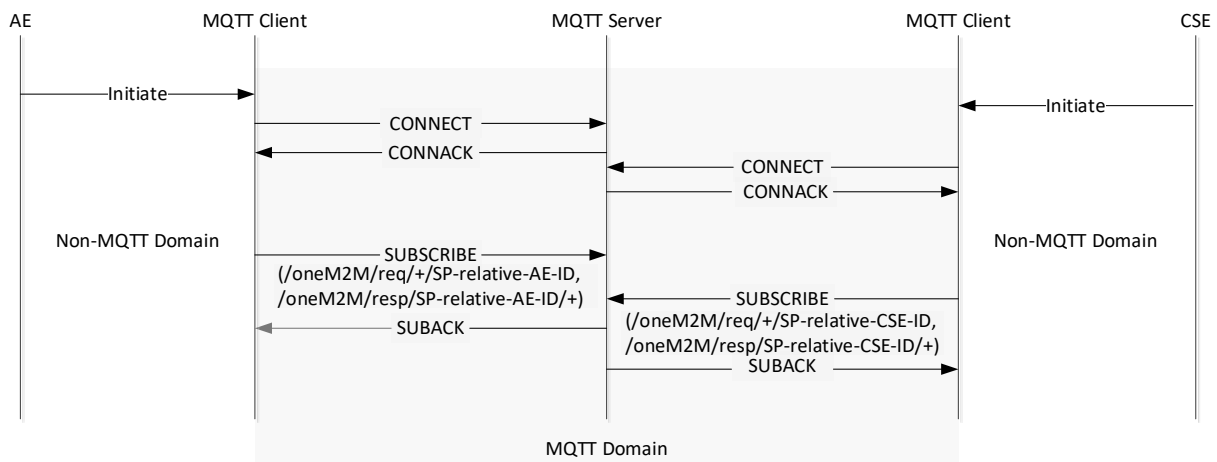 AE
MQTT Client
MQTT Server
MQTT Client
CSE
Initiate
Initiate
CONNECT
CONNACK
CONNECT
CONNACK
Non-MQTT Domain
Non-MQTT Domain
SUBSCRIBE
(/oneM2M/req/+/SP-relative-AE-ID,
/oneM2M/resp/SP-relative-AE-ID/+)
SUBSCRIBE
(/oneM2M/req/+/SP-relative-CSE-ID,
/oneM2M/resp/SP-relative-CSE-ID/+)
SUBACK
SUBACK
MQTT Domain